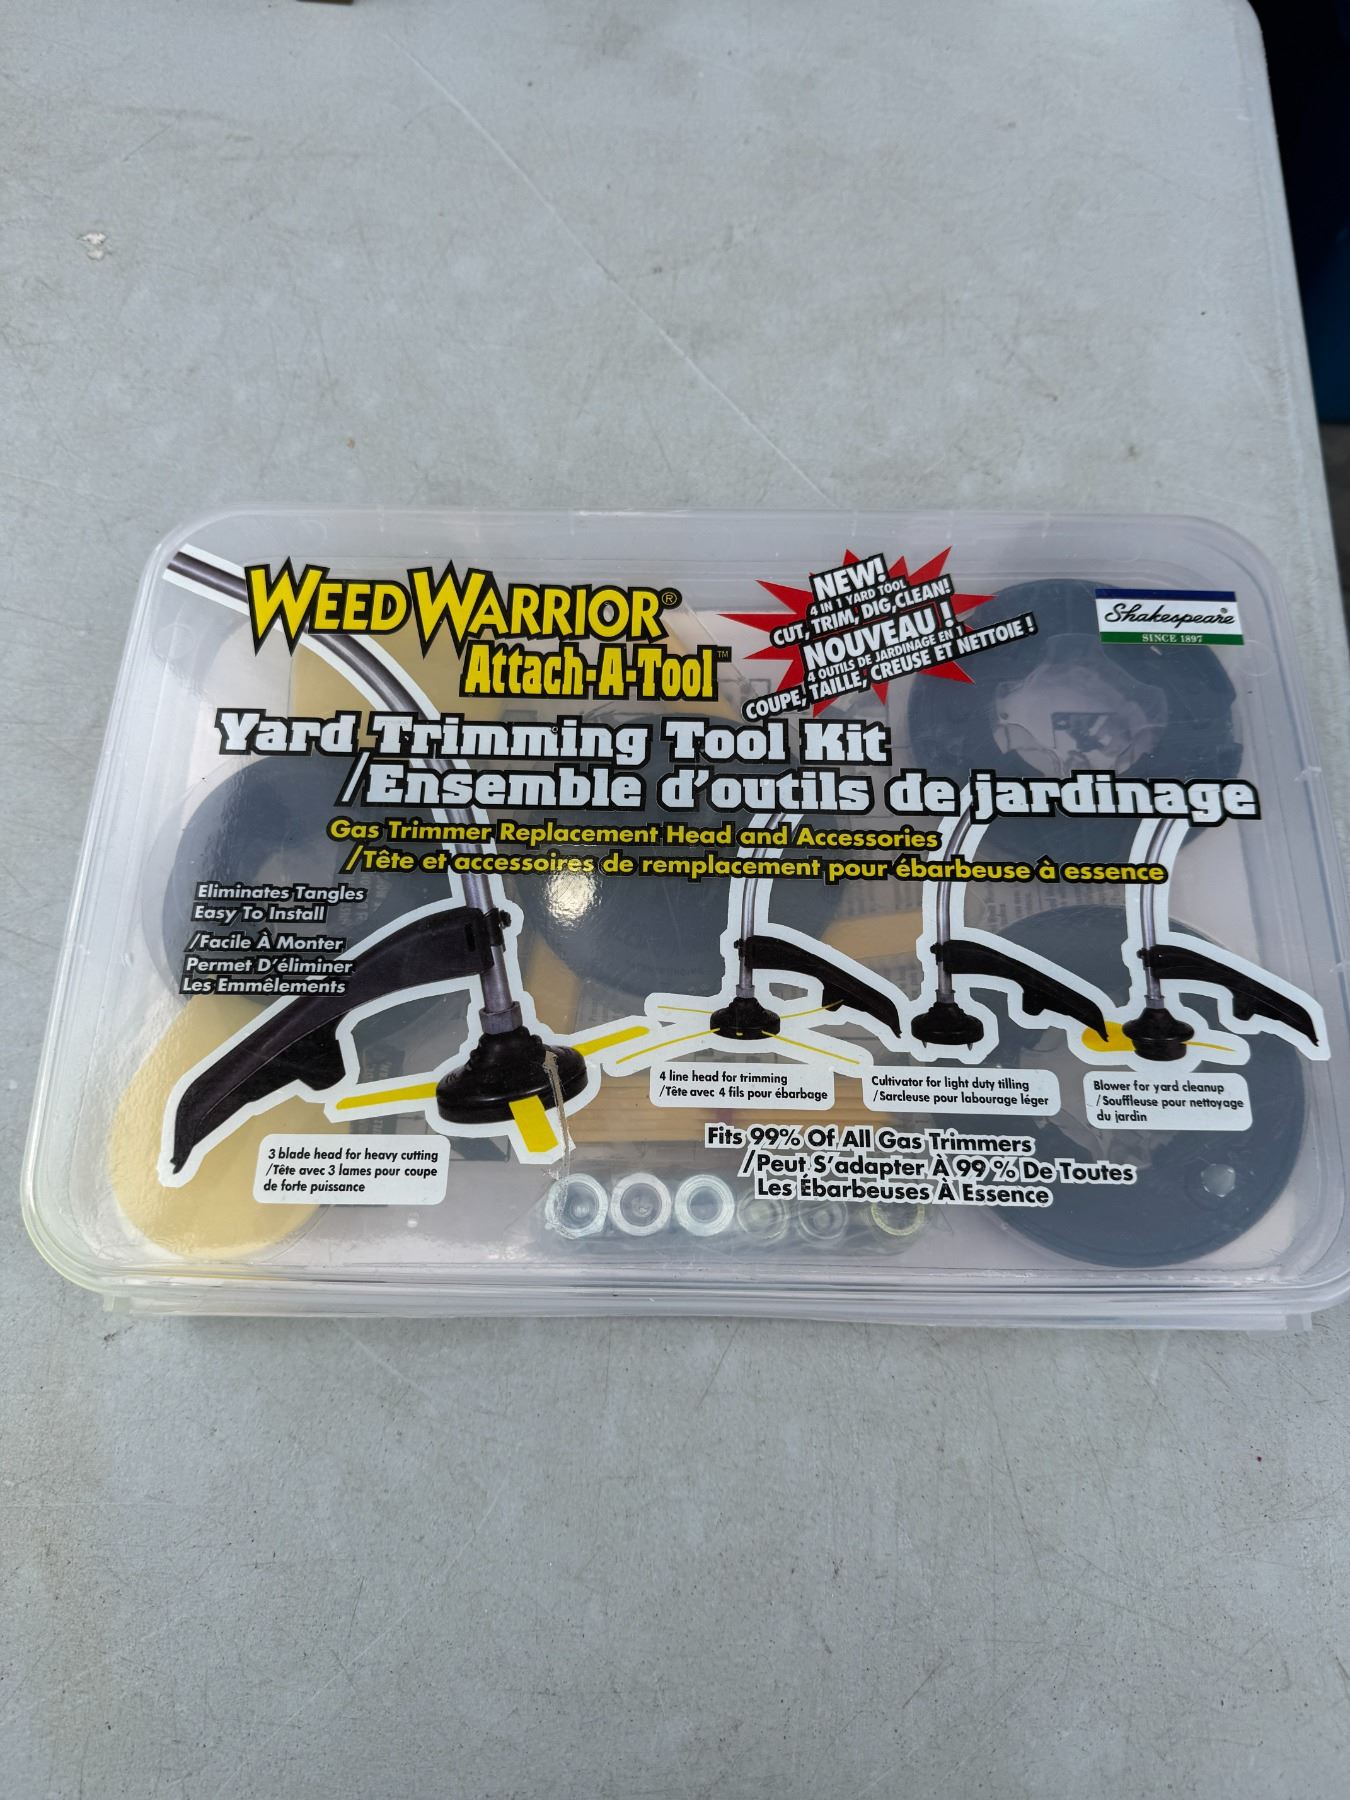 WEED WARRIOR®
Attach-A-Tool™
NEW!
4 IN 1 YARD TOOL
CUT, TRIM, DIG, CLEAN!
NOUVEAU !
4 OUTILS DE JARDINAGE EN 1
COUPE, TAILLE, CREUSE ET NETTOIE !
Shakespeare®
SINCE 1897
Yard Trimming Tool Kit
/Ensemble d'outils de jardinage
Gas Trimmer Replacement Head and Accessories
/Tête et accessoires de remplacement pour ébarbeuse à essence
Eliminates Tangles
Easy To Install
/Facile À Monter
Permet D'éliminer
Les Emmêlements
3 blade head for heavy cutting
/Tête avec 3 lames pour coupe
de forte puissance
4 line head for trimming
/Tête avec 4 fils pour ébarbage
Cultivator for light duty tilling
/Sarcleuse pour labourage léger
Blower for yard cleanup
/Souffleuse pour nettoyage
du jardin
Fits 99% Of All Gas Trimmers
/Peut S'adapter À 99 % De Toutes
Les Ébarbeuses À Essence